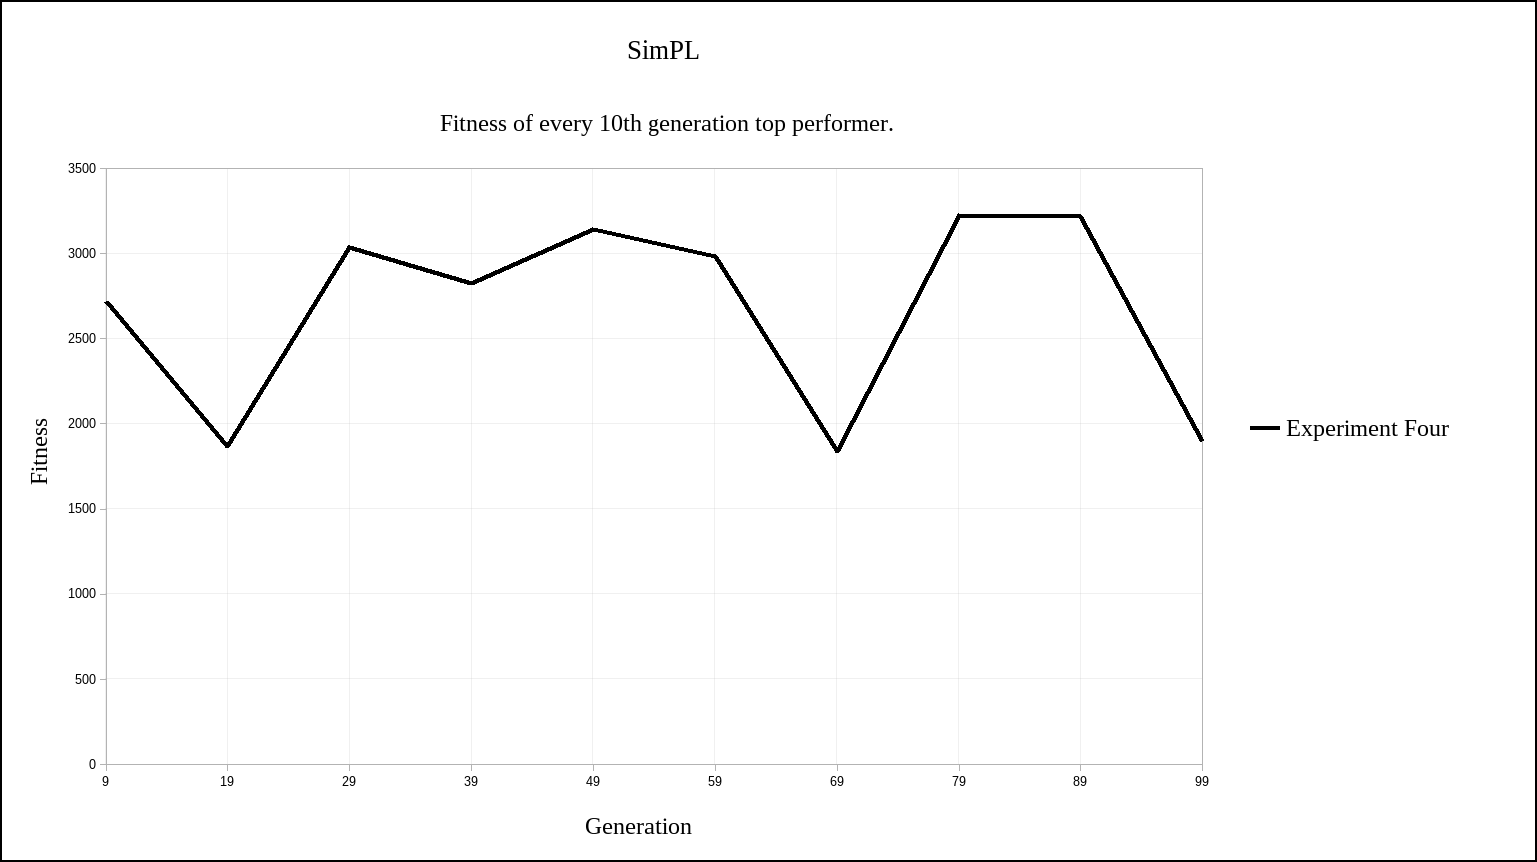 SimPL
Fitness of every 10th generation top performer.
3500
3000
2500
2000
1500
1000
500
0
Fitness
9 19 29 39 49 59 69 79 89 99
Generation
Experiment Four